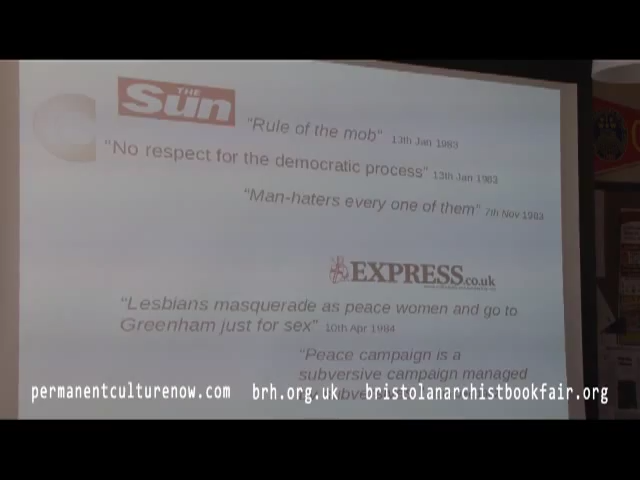 THE
Sun
"Rule of the mob" 13th Jan 1983
"No respect for the democratic process" 13th Jan 1983
"Man-haters every one of them" 7th Nov 1983
EXPRESS.co.uk
"Lesbians masquerade as peace women and go to
Greenham just for sex" 10th Apr 1984
"Peace campaign is a
subversive campaign managed
permanentculturenow.com brh.org.uk bristolanarchistbookfair.org